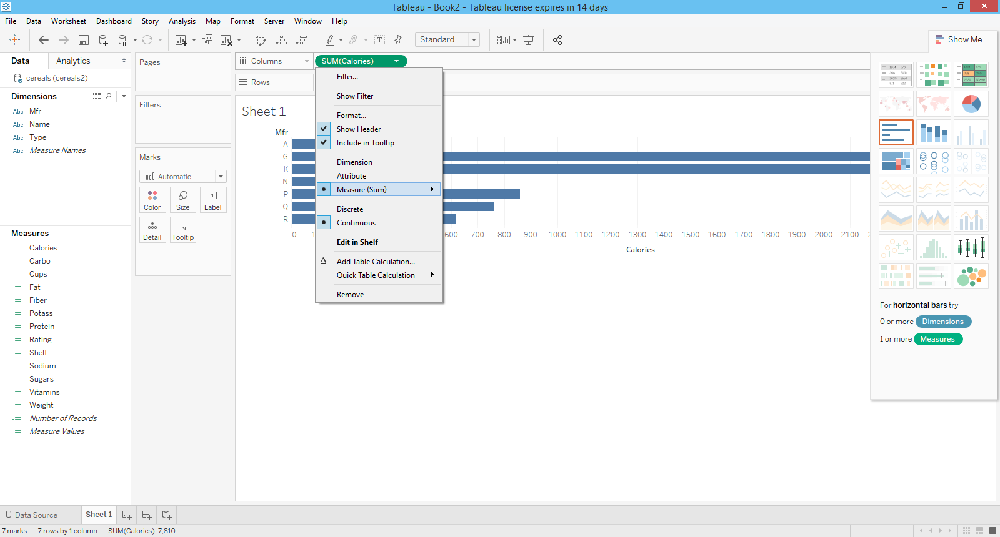 Tableau - Book2 - Tableau license expires in 14 days
File Data Worksheet Dashboard Story Analysis Map Format Server Window Help
Standard
Show Me
Data Analytics
cereals (cereals2)
Dimensions
Abc Mfr
Abc Name
Abc Type
Abc Measure Names
Measures
Calories
Carbo
Cups
Fat
Fiber
Potass
Protein
Rating
Shelf
Sodium
Sugars
Vitamins
Weight
Number of Records
Measure Values
Pages
Filters
Marks
Automatic
Color Size Label
Detail Tooltip
Columns SUM(Calories)
Rows
Filter...
Show Filter
Format...
Show Header
Include in Tooltip
Dimension
Attribute
Measure (Sum)
Discrete
Continuous
Edit in Shelf
Add Table Calculation...
Quick Table Calculation
Remove
Sheet 1
Mfr
A
G
K
N
P
Q
R
0 600 700 800 900 1000 1100 1200 1300 1400 1500 1600 1700 1800 1900 2000 2100
Calories
For horizontal bars try
0 or more Dimensions
1 or more Measures
Data Source Sheet 1
7 marks 7 rows by 1 column SUM(Calories): 7,810